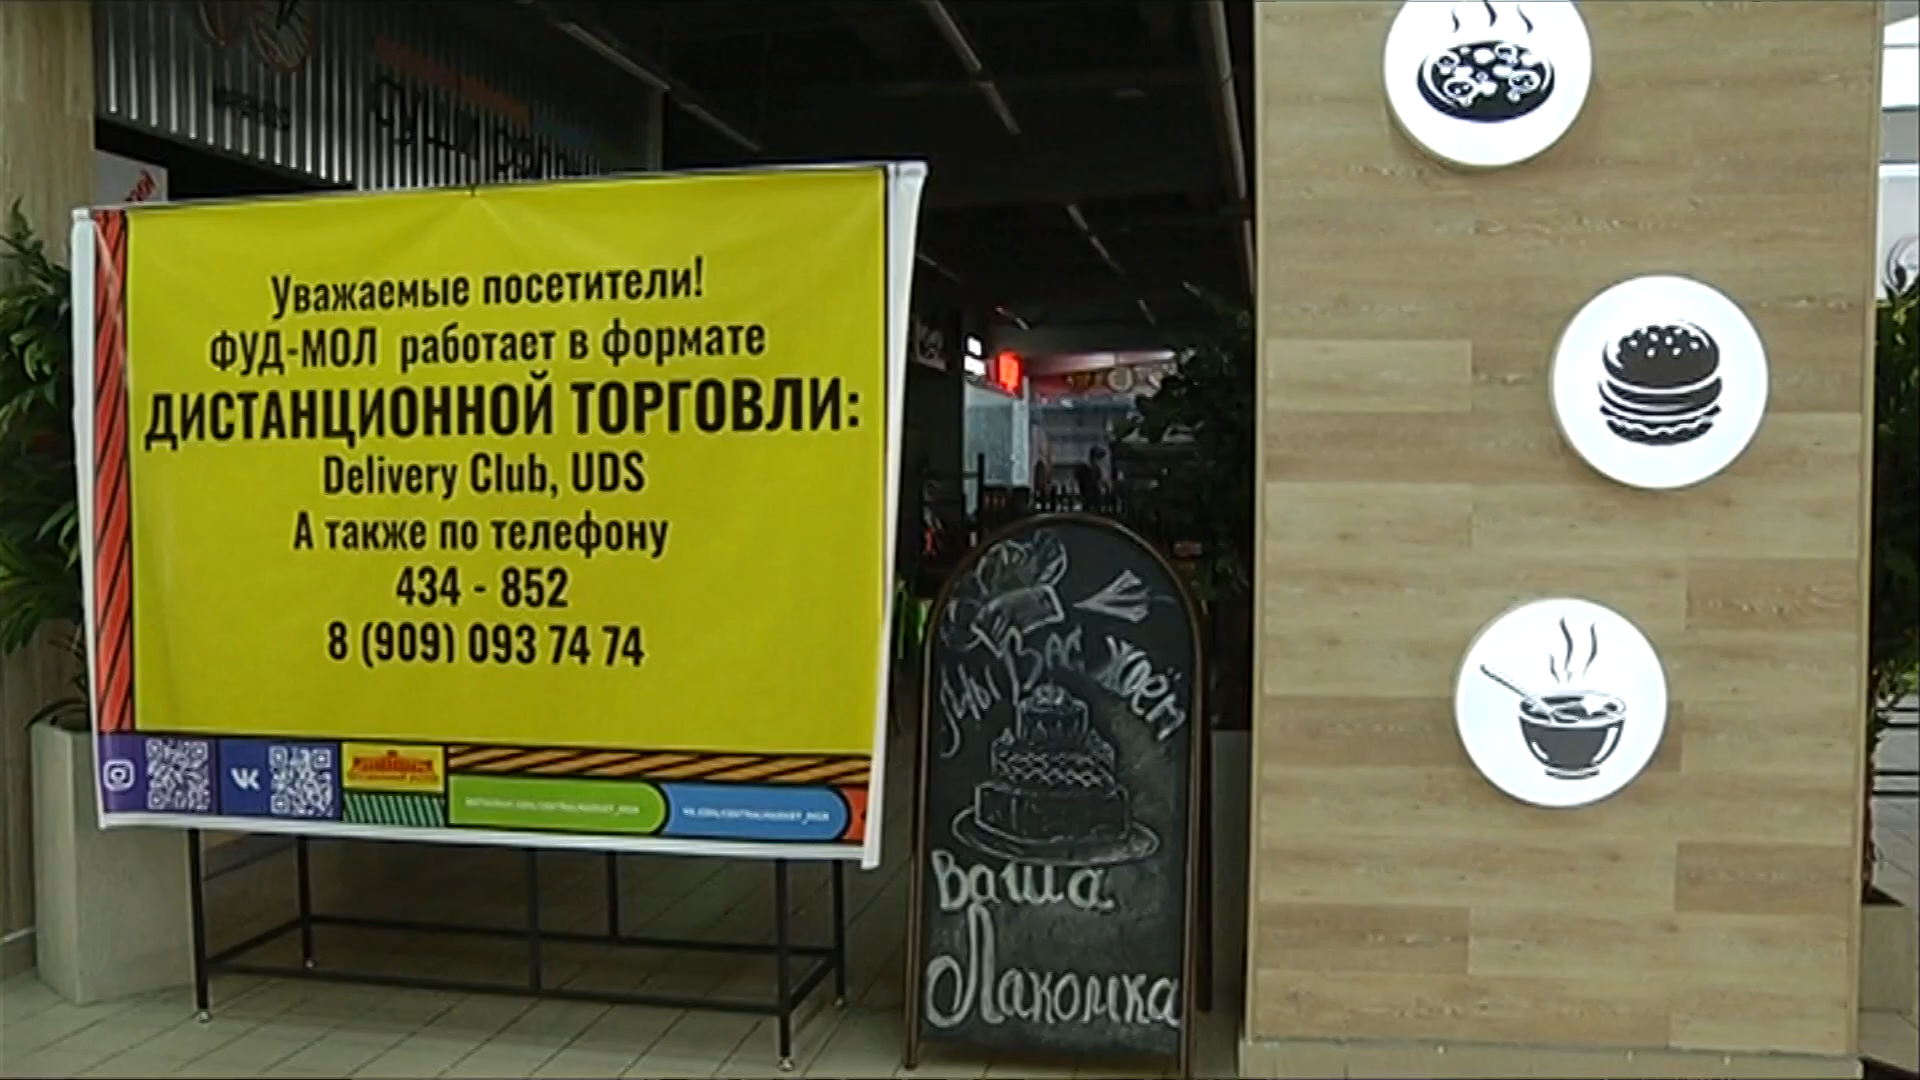 Уважаемые посетители!
ФУД-МОЛ работает в формате
ДИСТАНЦИОННОЙ ТОРГОВЛИ:
Delivery Club, UDS
А также по телефону
434 - 852
8 (909) 093 74 74
Мы Вас ждём
Ваша
Лакомка